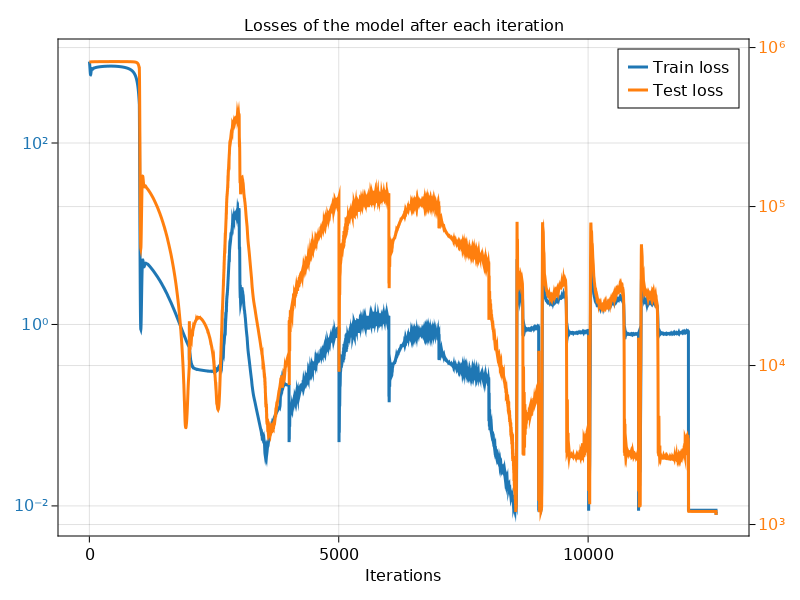 Losses of the model after each iteration
10⁶
Train loss
Test loss
10²
10⁵
10⁰
10⁴
10⁻²
10³
0
5000
10000
Iterations